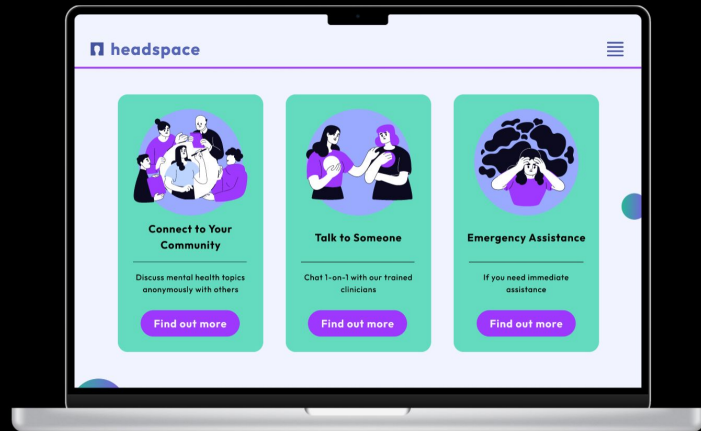 headspace
Connect to Your
Community
Discuss mental health topics
anonymously with others
Find out more
Talk to Someone
Chat 1-on-1 with our trained
clinicians
Find out more
Emergency Assistance
If you need immediate
assistance
Find out more